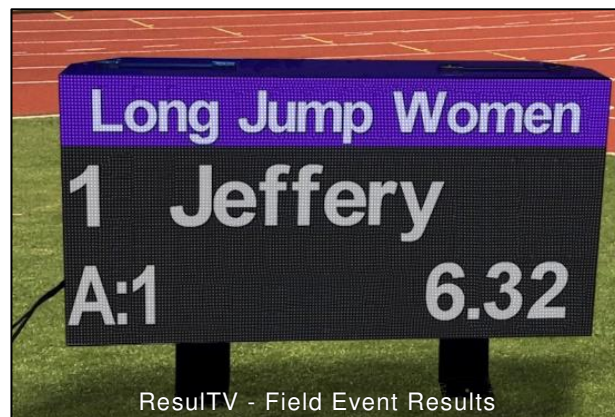 Long Jump Women
1 Jeffery
A:1 6.32
ResulTV - Field Event Results